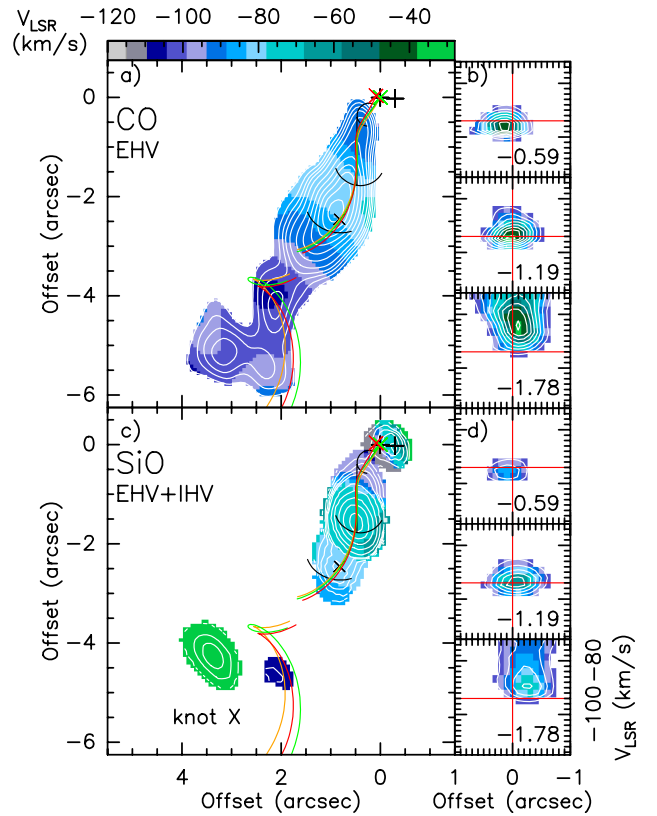 V_LSR −120 −100 −80 −60 −40
(km/s)
a)
CO
EHV
0
−2
−4
−6
Offset (arcsec)
b)
−0.59
−1.19
−1.78
c)
SiO
EHV+IHV
0
−2
−4
−6
Offset (arcsec)
knot X
d)
−0.59
−1.19
−1.78
−100 −80
V_LSR (km/s)
4 2 0 1 0 −1
Offset (arcsec) Offset (arcsec)